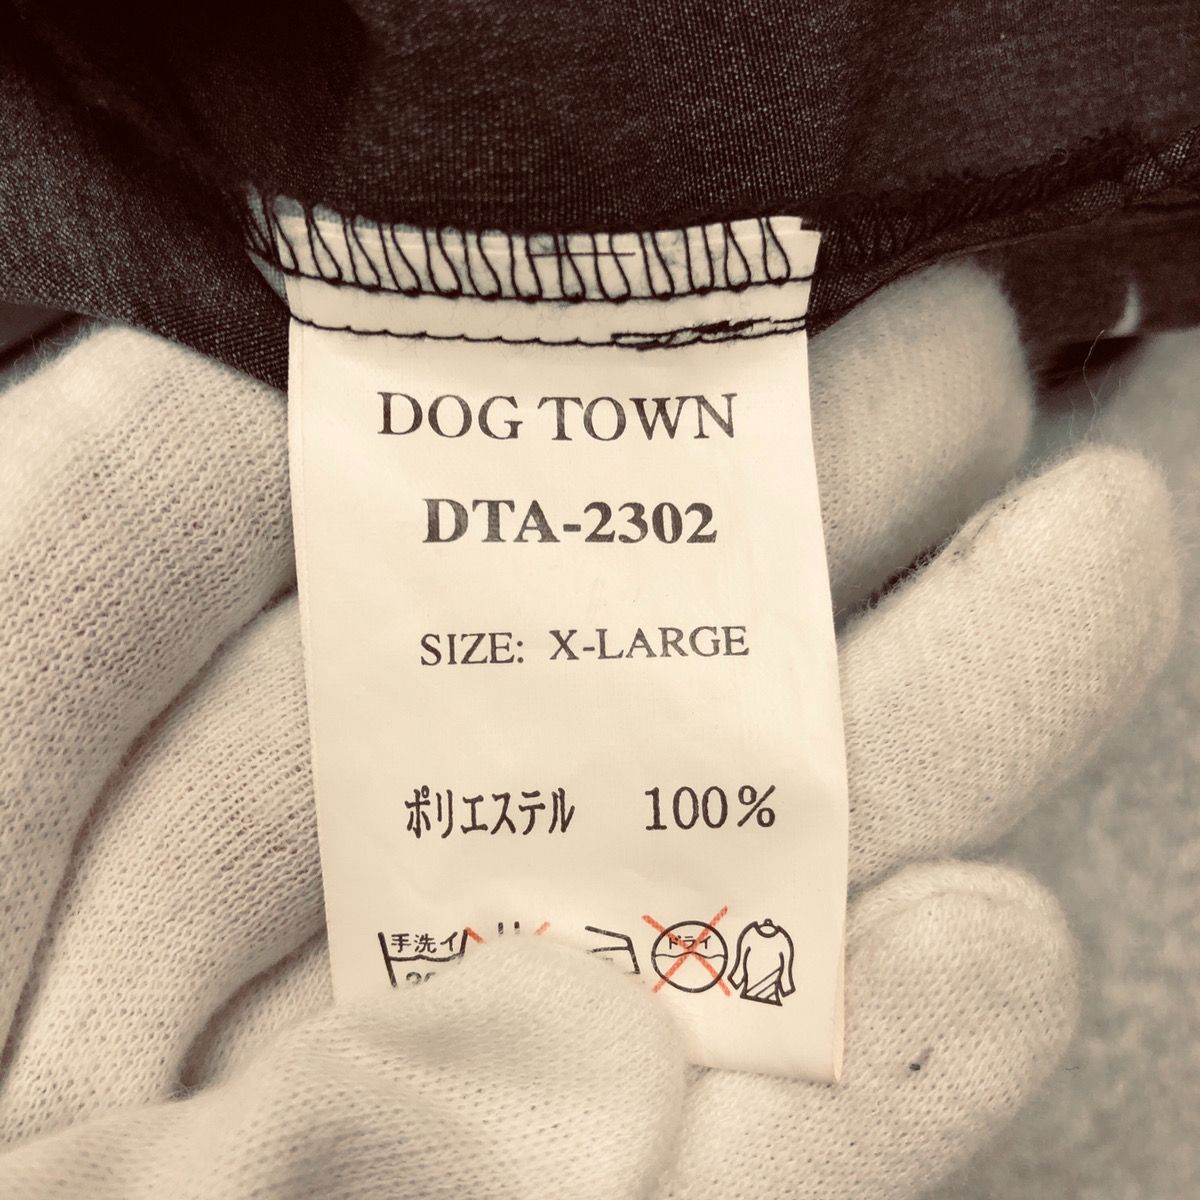 DOG TOWN
DTA-2302
SIZE: X-LARGE
ポリエステル 100%
手洗イ ドライ